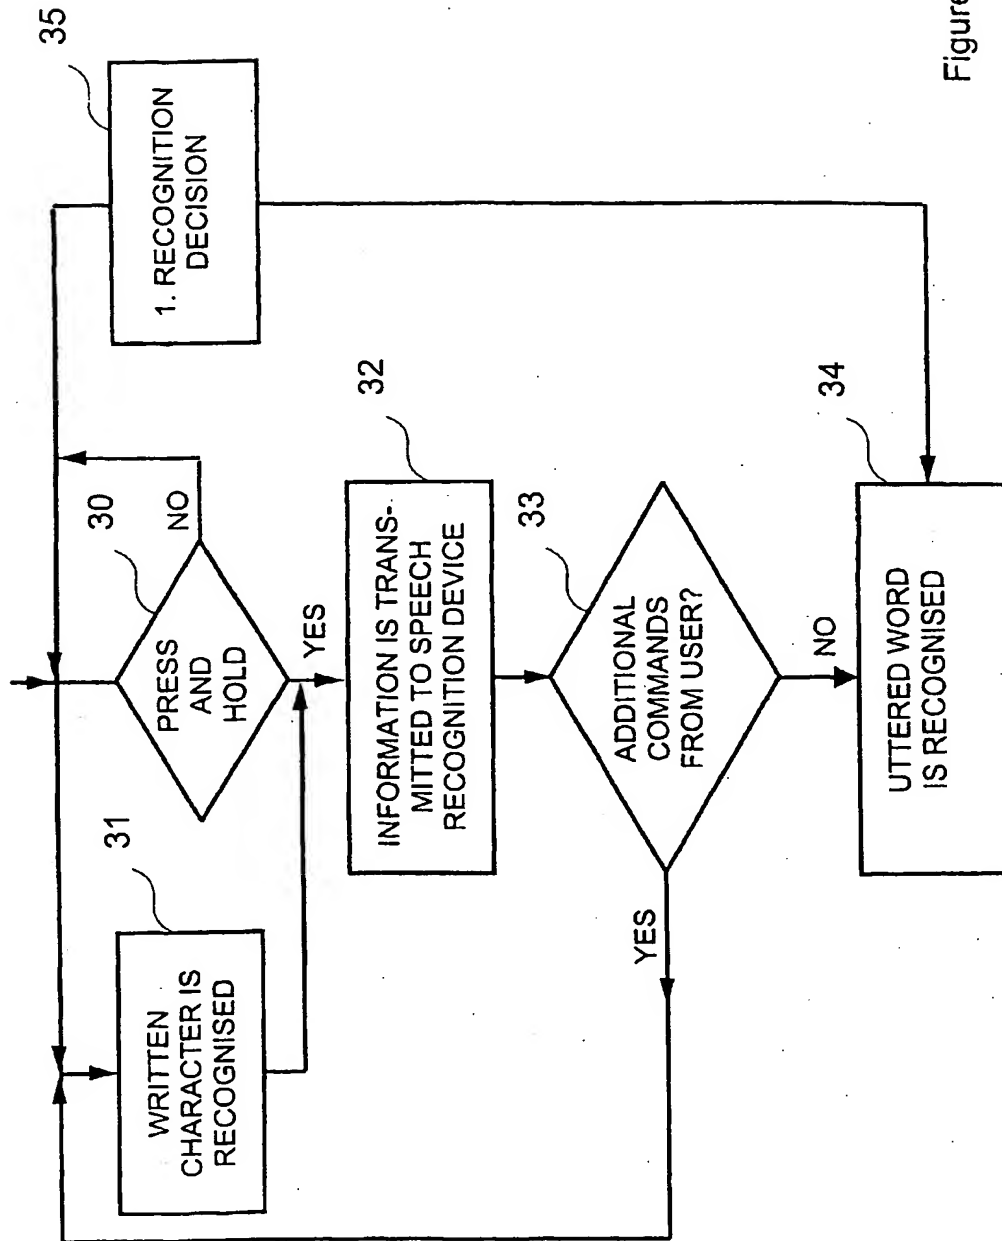 35
1. RECOGNITION
DECISION
30
PRESS
AND
HOLD
NO
YES
31
WRITTEN
CHARACTER IS
RECOGNISED
32
INFORMATION IS TRANS-
MITTED TO SPEECH
RECOGNITION DEVICE
33
ADDITIONAL
COMMANDS
FROM USER?
YES
NO
34
UTTERED WORD
IS RECOGNISED
Figure